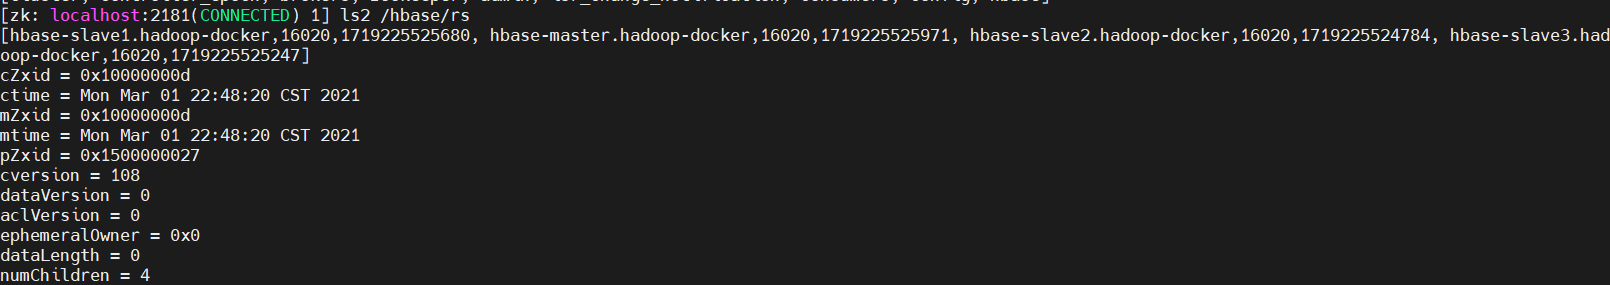 [zk: localhost:2181(CONNECTED) 1] ls2 /hbase/rs
[hbase-slave1.hadoop-docker,16020,1719225525680, hbase-master.hadoop-docker,16020,1719225525971, hbase-slave2.hadoop-docker,16020,1719225524784, hbase-slave3.had
oop-docker,16020,1719225525247]
cZxid = 0x10000000d
ctime = Mon Mar 01 22:48:20 CST 2021
mZxid = 0x10000000d
mtime = Mon Mar 01 22:48:20 CST 2021
pZxid = 0x1500000027
cversion = 108
dataVersion = 0
aclVersion = 0
ephemeralOwner = 0x0
dataLength = 0
numChildren = 4